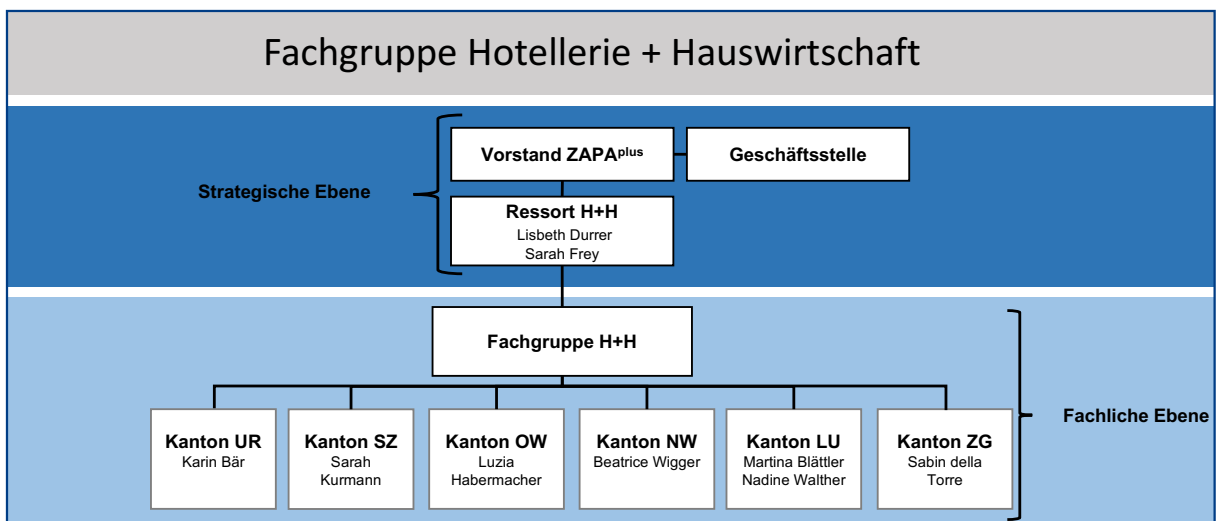 Fachgruppe Hotellerie + Hauswirtschaft
Strategische Ebene
Vorstand ZAPAplus
Geschäftsstelle
Ressort H+H
Lisbeth Durrer
Sarah Frey
Fachgruppe H+H
Fachliche Ebene
Kanton UR
Karin Bär
Kanton SZ
Sarah
Kurmann
Kanton OW
Luzia
Habermacher
Kanton NW
Beatrice Wigger
Kanton LU
Martina Blättler
Nadine Walther
Kanton ZG
Sabin della
Torre